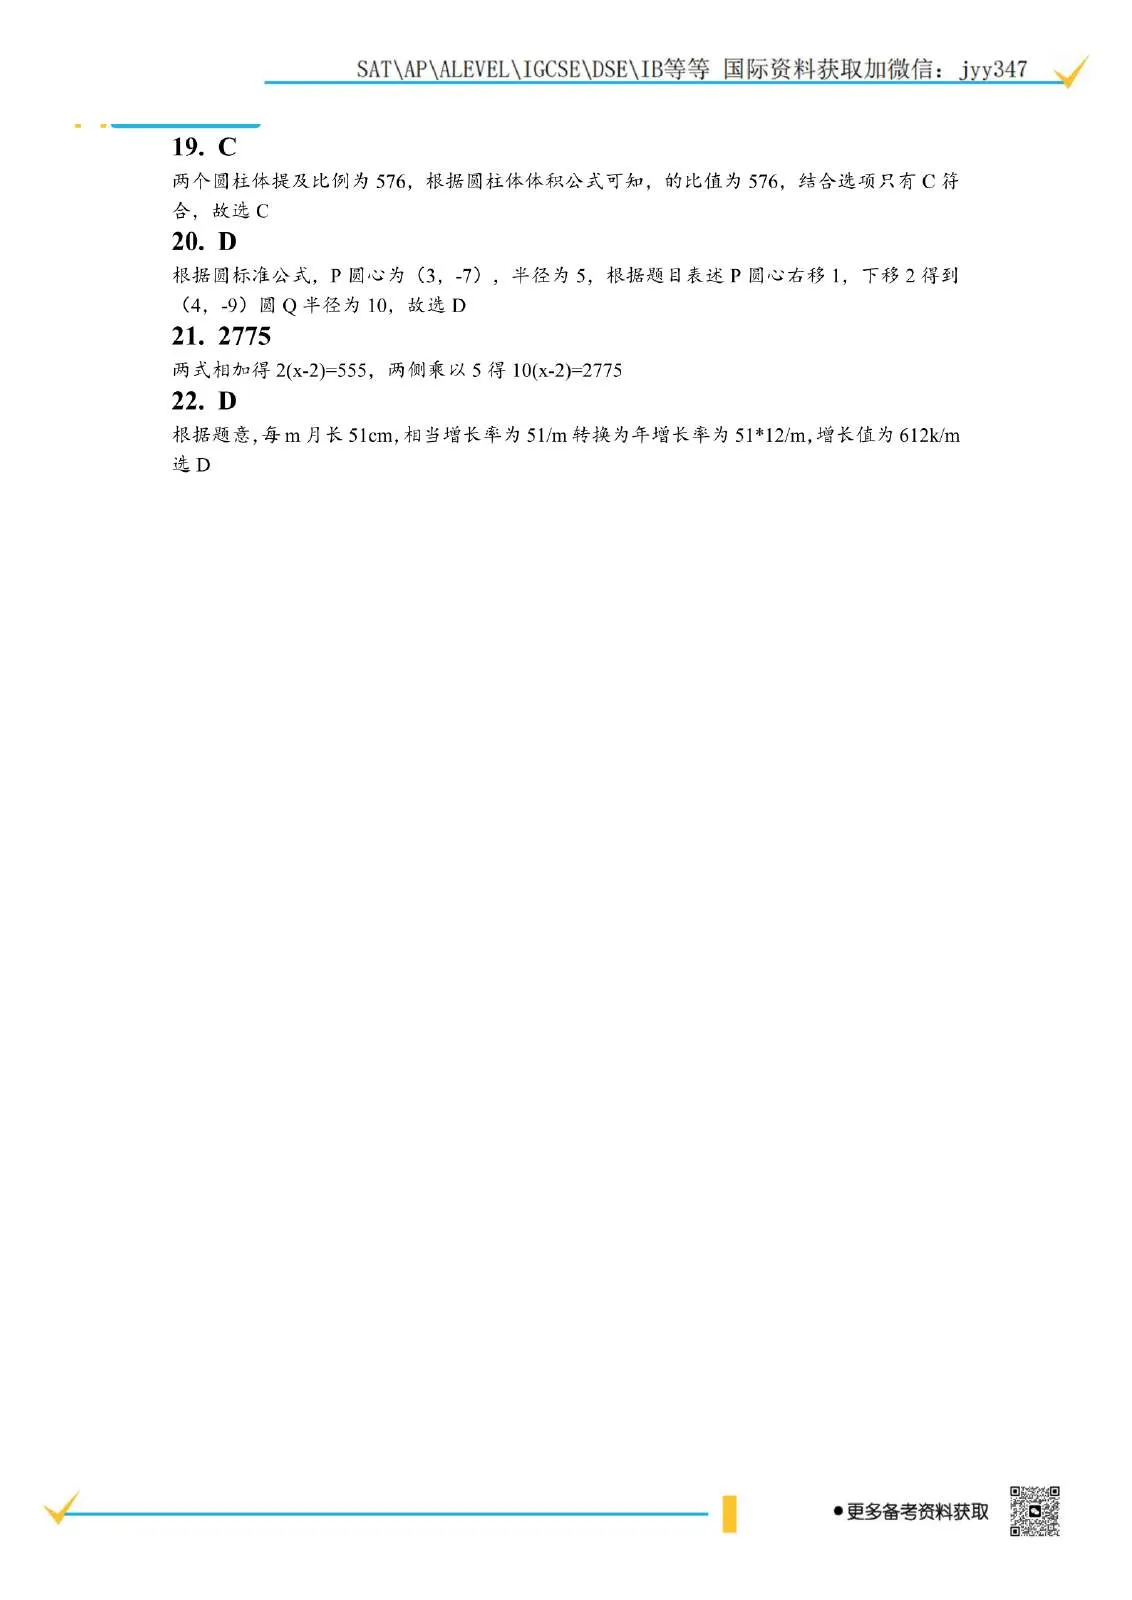 SAT\AP\ALEVEL\IGCSE\DSE\IB等等 国际资料获取加微信：jyy347
19. C
两个圆柱体提及比例为 576，根据圆柱体体积公式可知，的比值为 576，结合选项只有 C 符
合，故选 C
20. D
根据圆标准公式，P 圆心为（3，-7），半径为 5，根据题目表述 P 圆心右移 1，下移 2 得到
（4，-9）圆 Q 半径为 10，故选 D
21. 2775
两式相加得 2(x-2)=555，两侧乘以 5 得 10(x-2)=2775
22. D
根据题意,每 m 月长 51cm,相当增长率为 51/m 转换为年增长率为 51*12/m,增长值为 612k/m
选 D
●更多备考资料获取